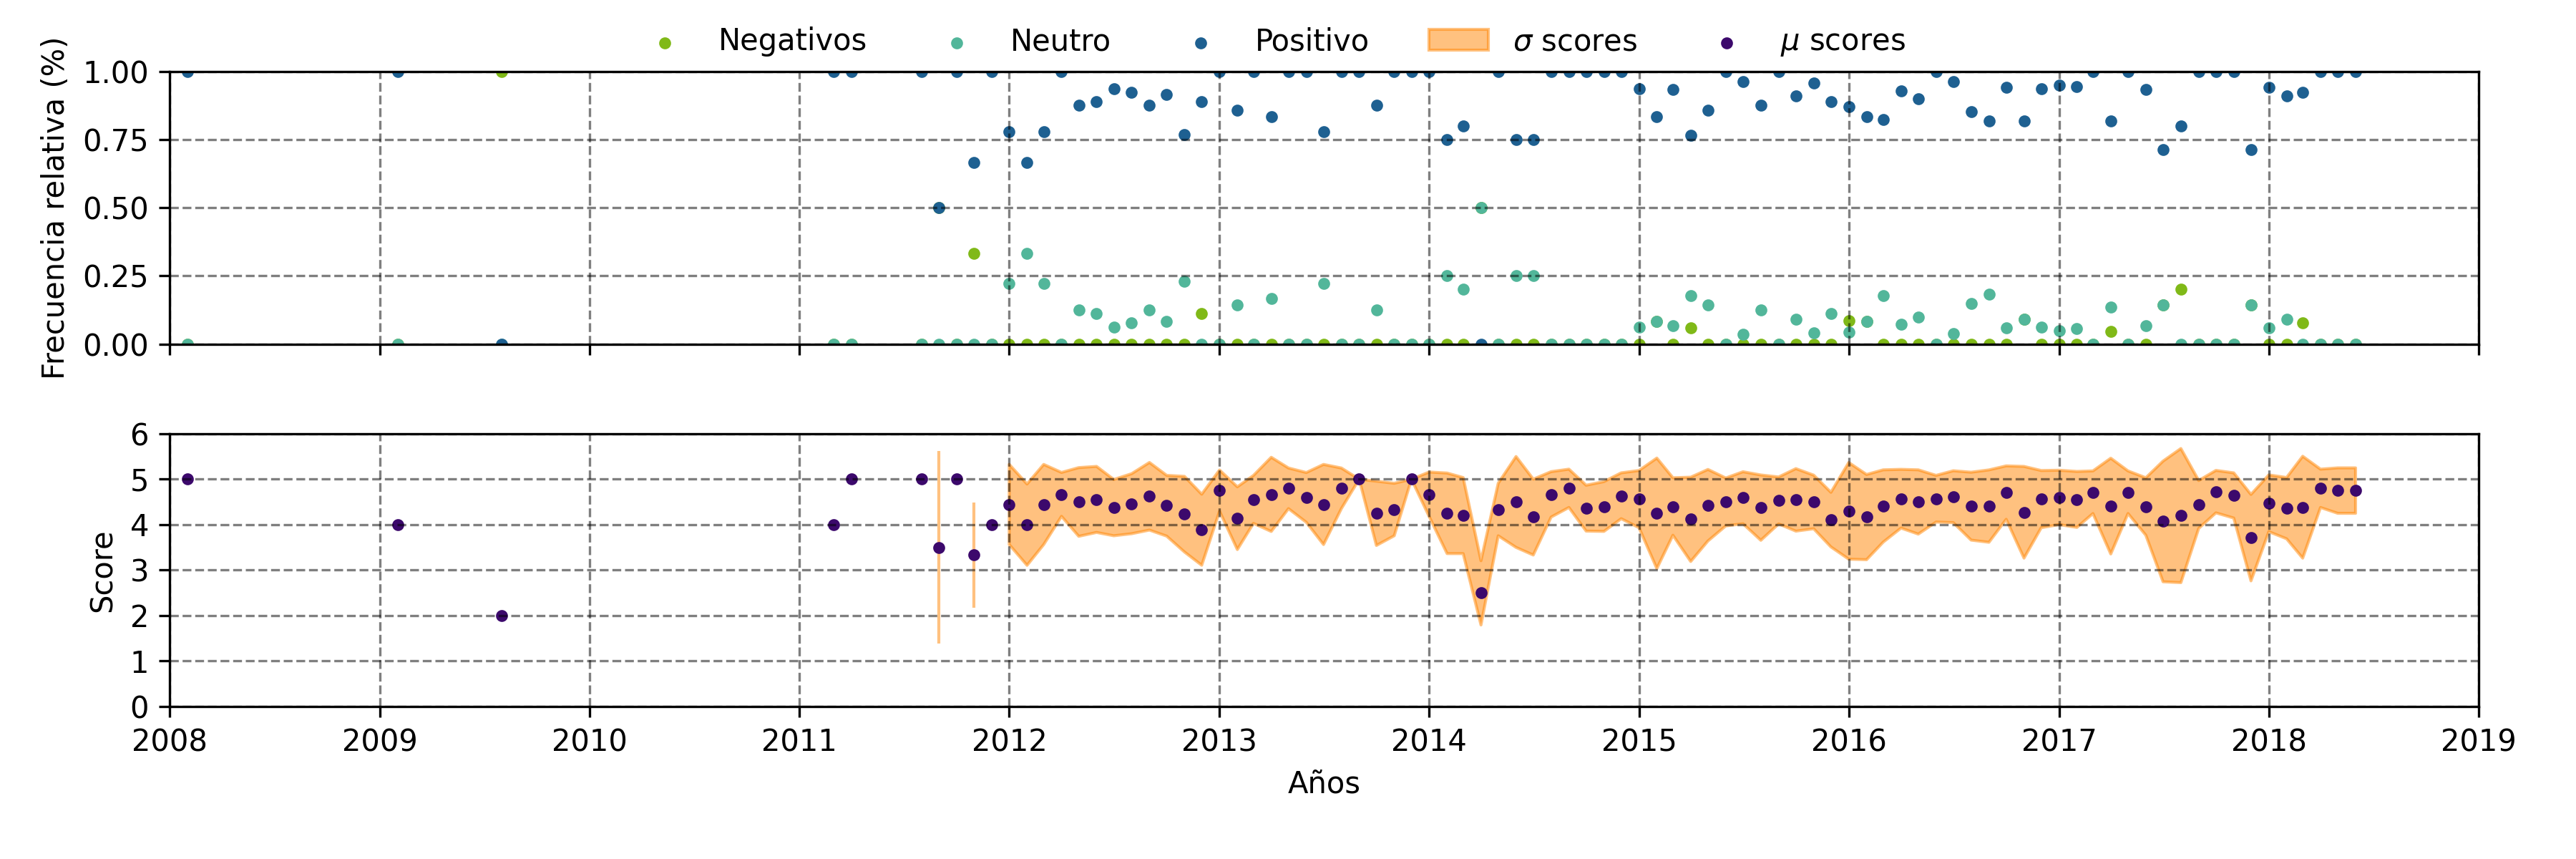 Negativos Neutro Positivo σ scores μ scores
Frecuencia relativa (%)
1.00
0.75
0.50
0.25
0.00
Score
6
5
4
3
2
1
0
2008 2009 2010 2011 2012 2013 2014 2015 2016 2017 2018 2019
Años